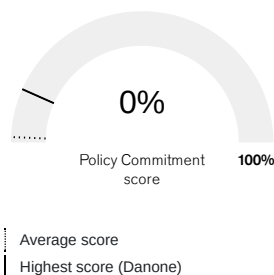 0%
Policy Commitment
score
100%
Average score
Highest score (Danone)